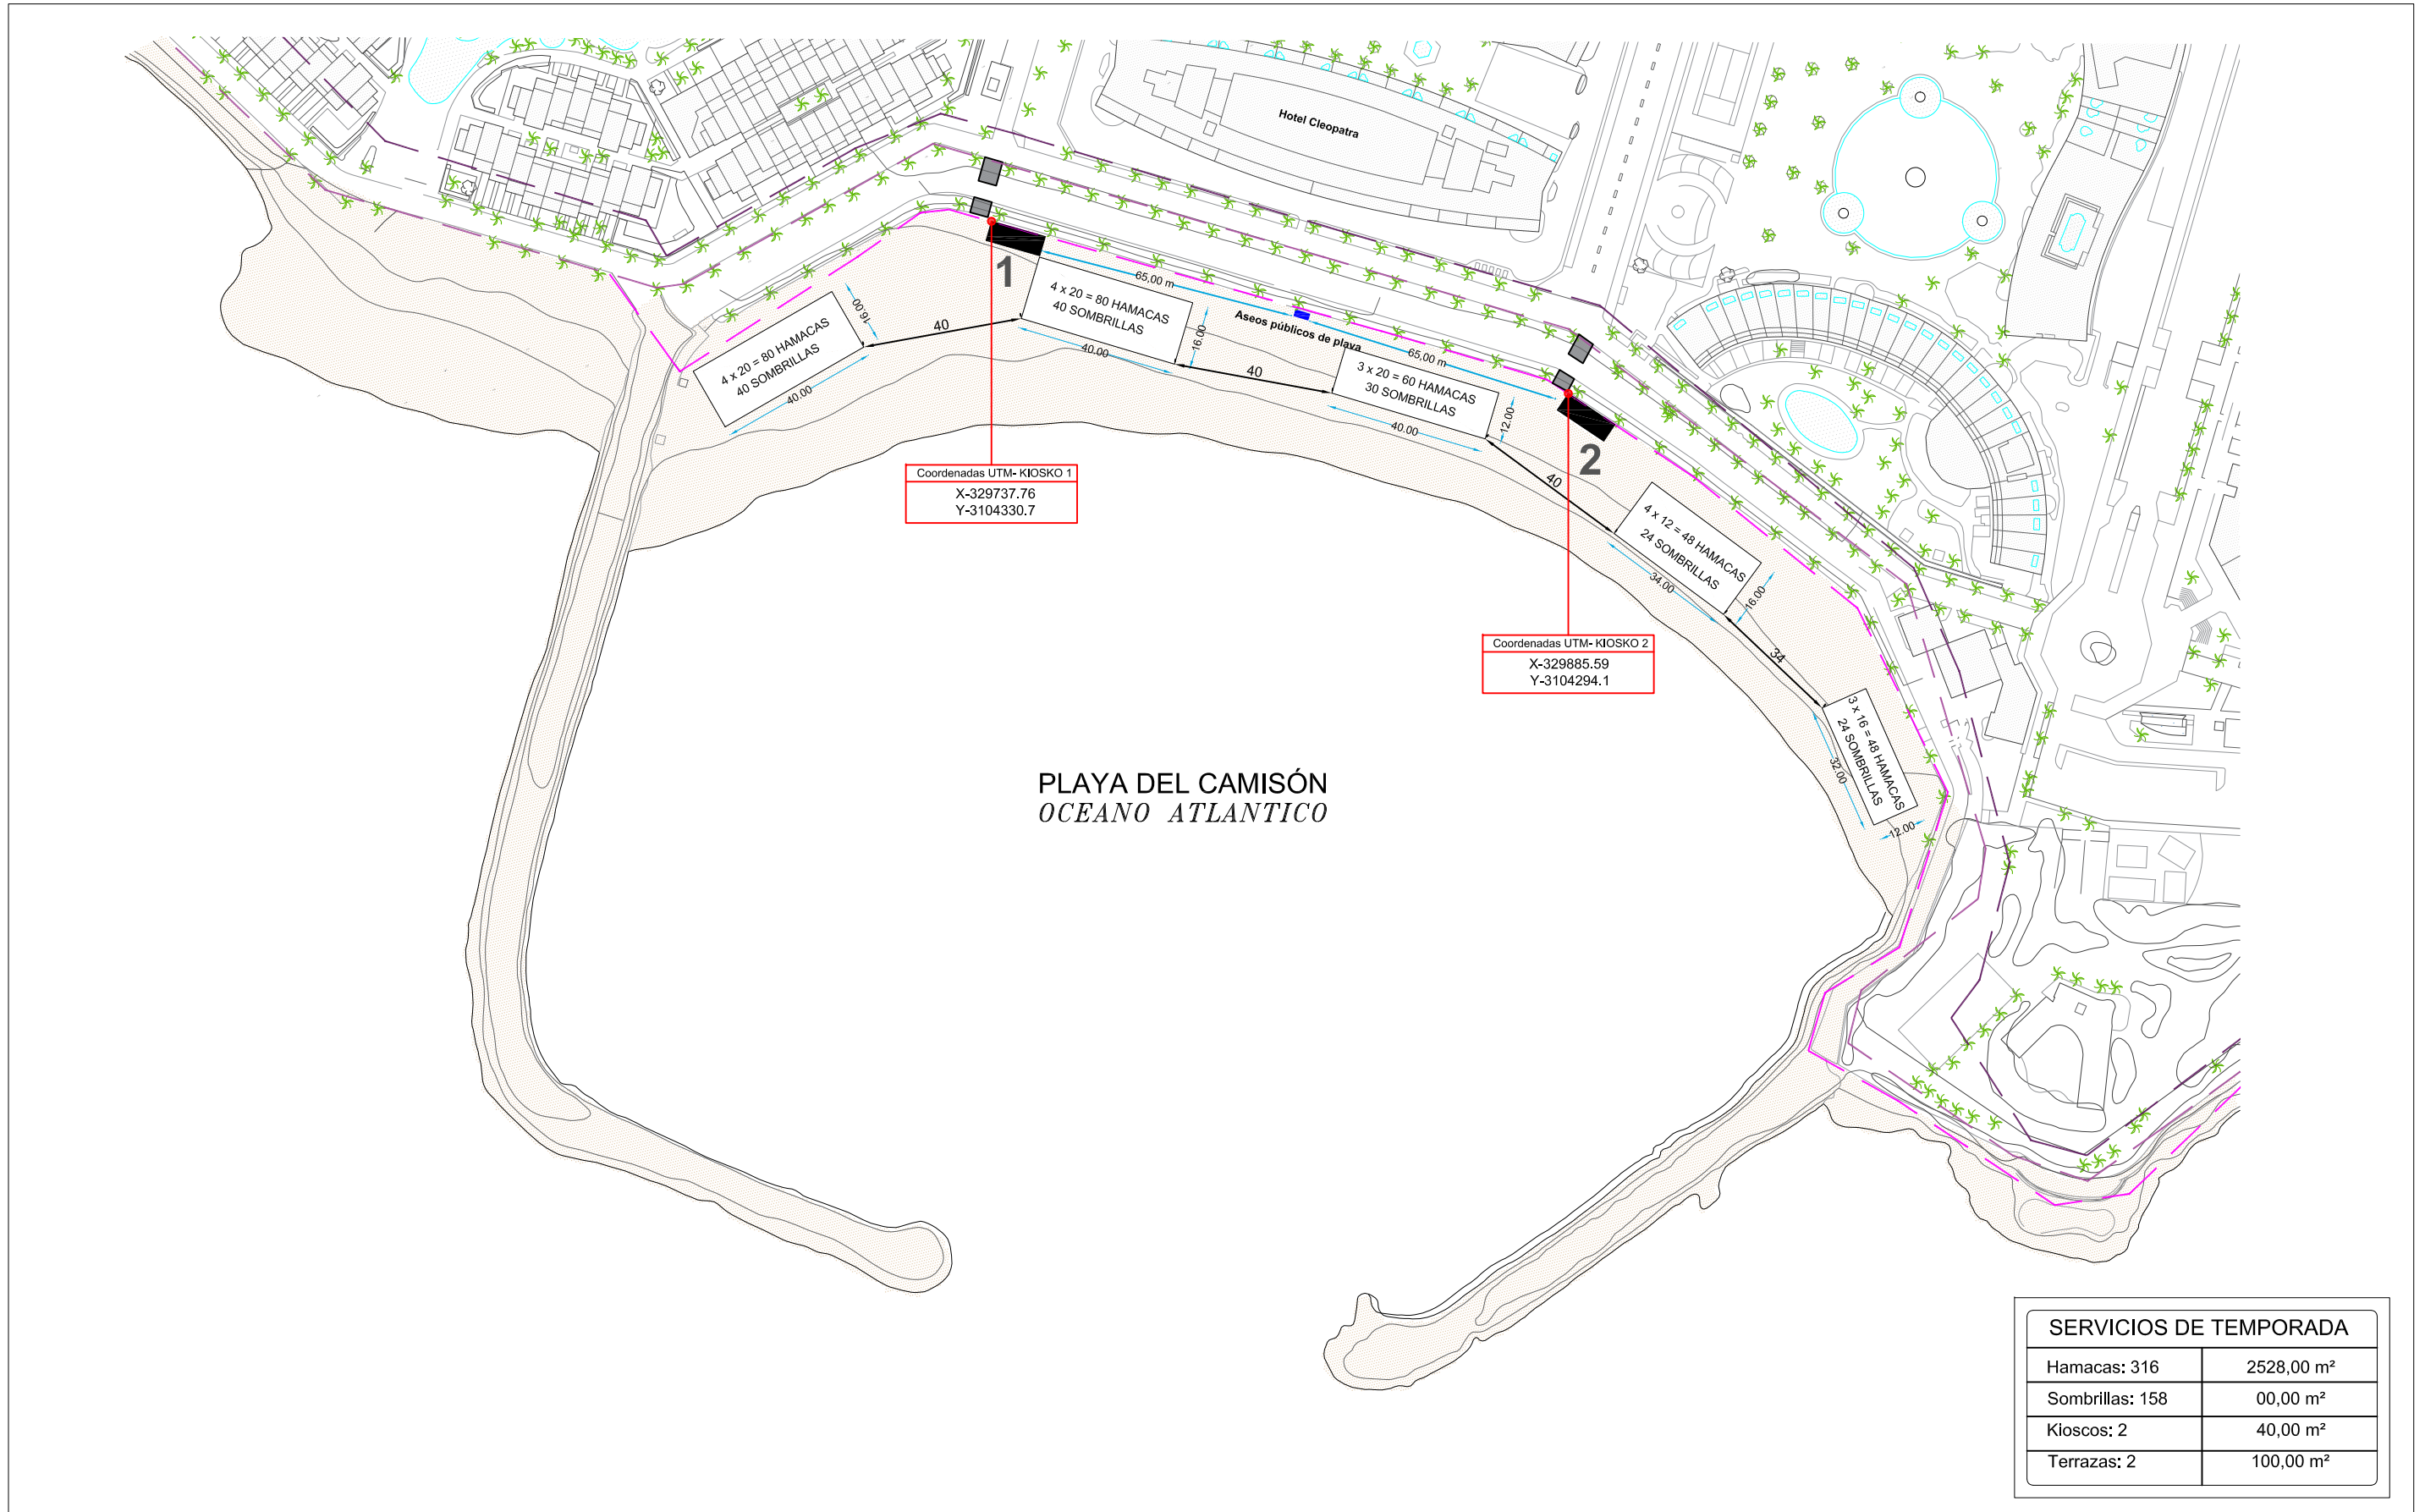 Hotel Cleopatra
1
65,00 m
4 x 20 = 80 HAMACAS
40 SOMBRILLAS
16.00
40.00
40
4 x 20 = 80 HAMACAS
40 SOMBRILLAS
16.00
40.00
Aseos públicos de playa
65,00 m
40
3 x 20 = 60 HAMACAS
30 SOMBRILLAS
12.00
40.00
2
40
Coordenadas UTM- KIOSKO 1
X-329737.76
Y-3104330.7
4 x 12 = 48 HAMACAS
24 SOMBRILLAS
16.00
34.00
34
Coordenadas UTM- KIOSKO 2
X-329885.59
Y-3104294.1
3 x 16 = 48 HAMACAS
24 SOMBRILLAS
32.00
12.00
PLAYA DEL CAMISÓN
OCEANO ATLANTICO
SERVICIOS DE TEMPORADA
Hamacas: 316 2528,00 m²
Sombrillas: 158 00,00 m²
Kioscos: 2 40,00 m²
Terrazas: 2 100,00 m²